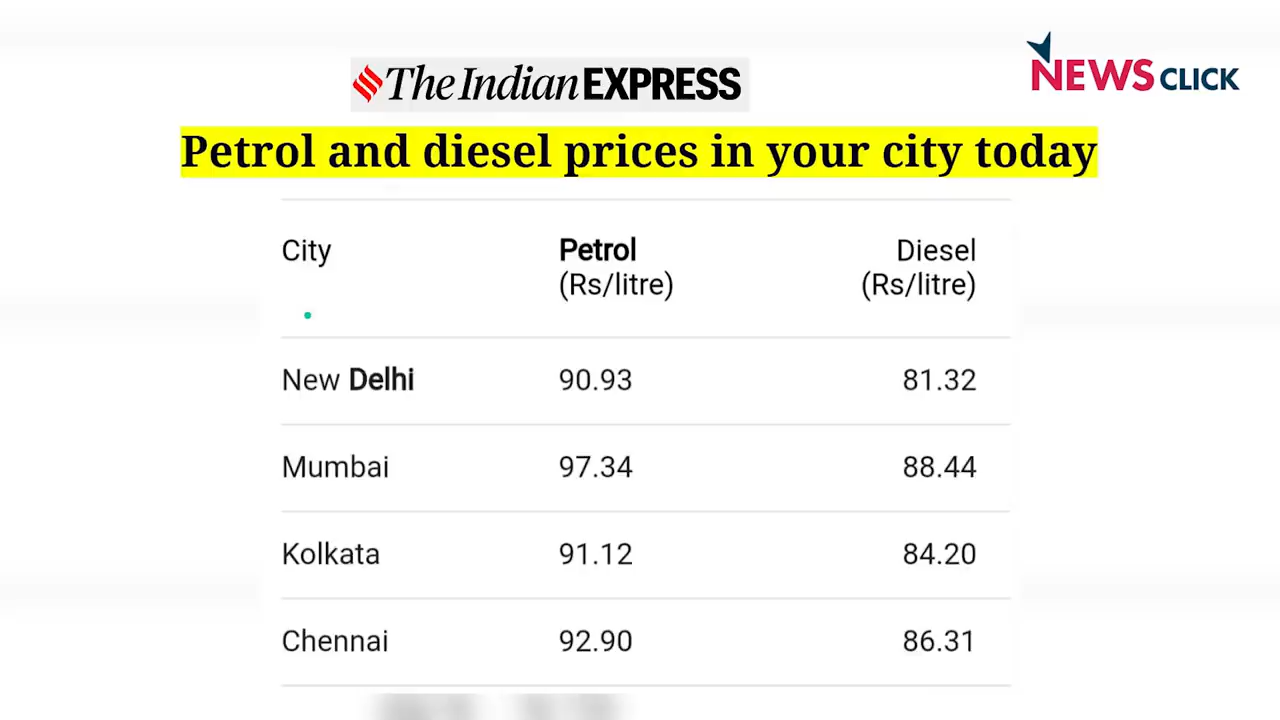 The Indian EXPRESS
NEWS CLICK
Petrol and diesel prices in your city today
City Petrol Diesel
(Rs/litre) (Rs/litre)
New Delhi 90.93 81.32
Mumbai 97.34 88.44
Kolkata 91.12 84.20
Chennai 92.90 86.31